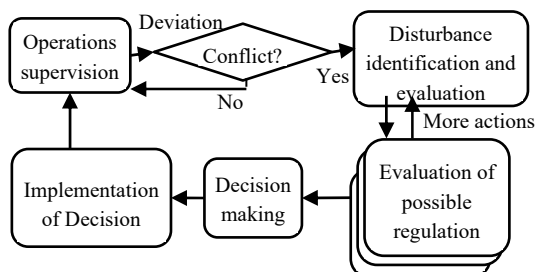 Deviation
Operations
supervision
Conflict?
Yes
No
Disturbance
identification and
evaluation
More actions
Evaluation of
possible
regulation
Decision
making
Implementation
of Decision